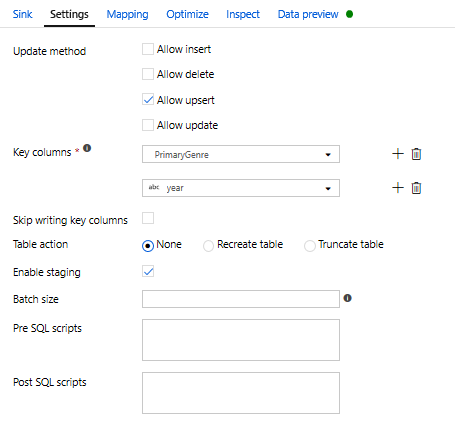 Sink Settings Mapping Optimize Inspect Data preview
Update method Allow insert
Allow delete
Allow upsert
Allow update
Key columns * PrimaryGenre
abc year
Skip writing key columns
Table action None Recreate table Truncate table
Enable staging
Batch size
Pre SQL scripts
Post SQL scripts